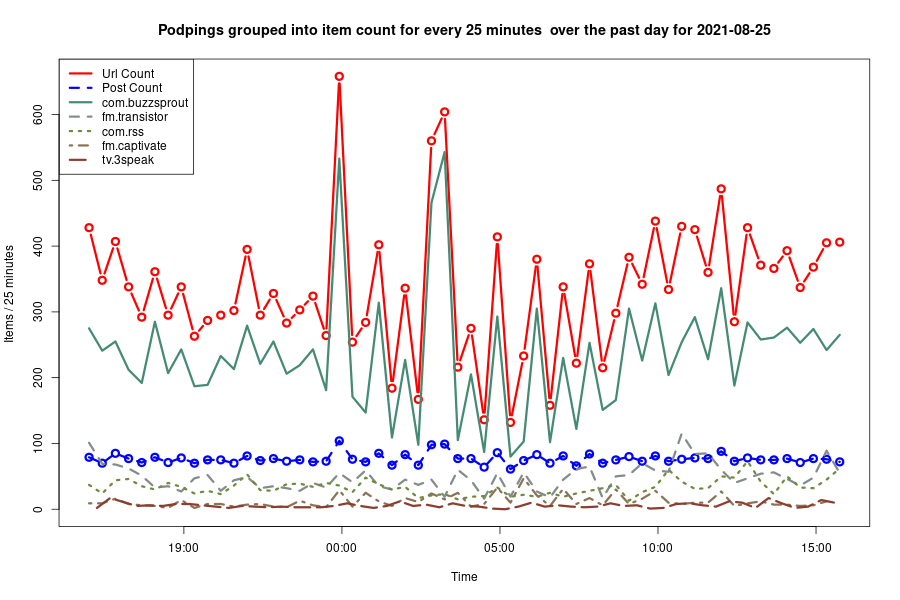 Podpings grouped into item count for every 25 minutes  over the past day for 2021-08-25
Url Count
Post Count
com.buzzsprout
fm.transistor
com.rss
fm.captivate
tv.3speak
Items / 25 minutes
600
500
400
300
200
100
0
19:00 00:00 05:00 10:00 15:00
Time